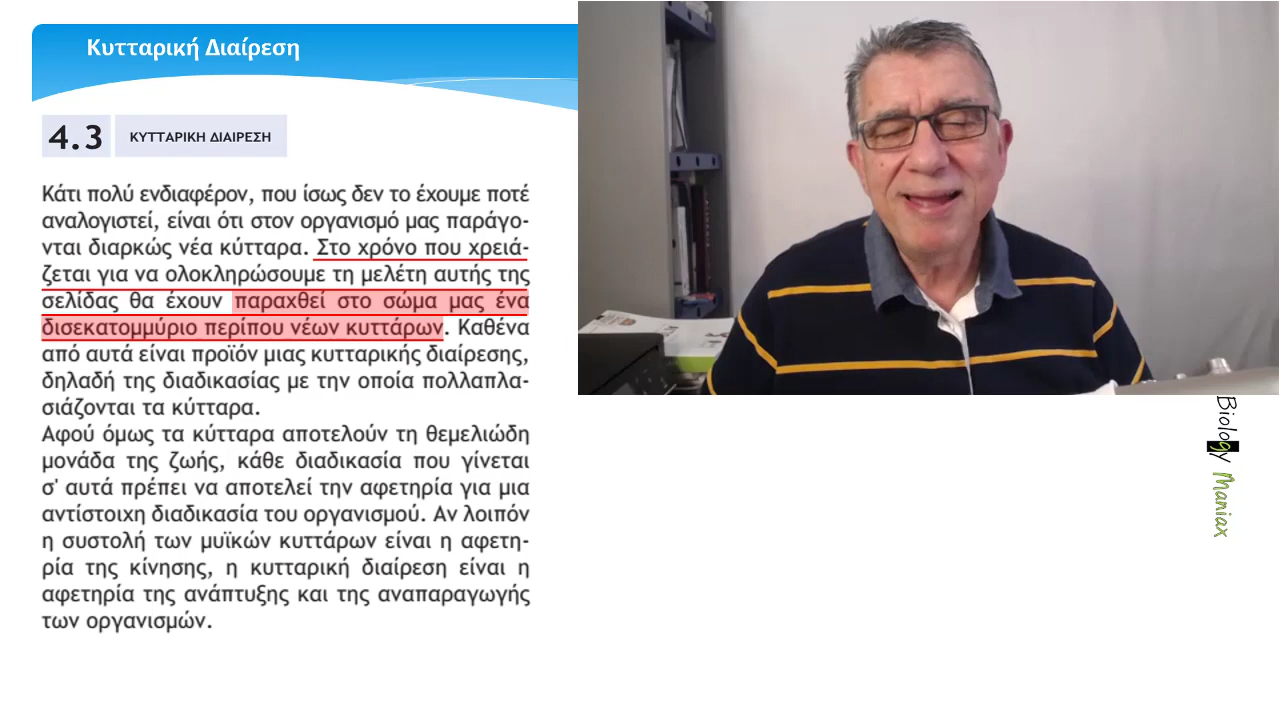 Κυτταρική Διαίρεση
4.3 ΚΥΤΤΑΡΙΚΗ ΔΙΑΙΡΕΣΗ
Κάτι πολύ ενδιαφέρον, που ίσως δεν το έχουμε ποτέ
αναλογιστεί, είναι ότι στον οργανισμό μας παράγο-
νται διαρκώς νέα κύτταρα. Στο χρόνο που χρειά-
ζεται για να ολοκληρώσουμε τη μελέτη αυτής της
σελίδας θα έχουν παραχθεί στο σώμα μας ένα
δισεκατομμύριο περίπου νέων κυττάρων. Καθένα
από αυτά είναι προϊόν μιας κυτταρικής διαίρεσης,
δηλαδή της διαδικασίας με την οποία πολλαπλα-
σιάζονται τα κύτταρα.
Αφού όμως τα κύτταρα αποτελούν τη θεμελιώδη
μονάδα της ζωής, κάθε διαδικασία που γίνεται
σ' αυτά πρέπει να αποτελεί την αφετηρία για μια
αντίστοιχη διαδικασία του οργανισμού. Αν λοιπόν
η συστολή των μυϊκών κυττάρων είναι η αφετη-
ρία της κίνησης, η κυτταρική διαίρεση είναι η
αφετηρία της ανάπτυξης και της αναπαραγωγής
των οργανισμών.
Biology Maniax